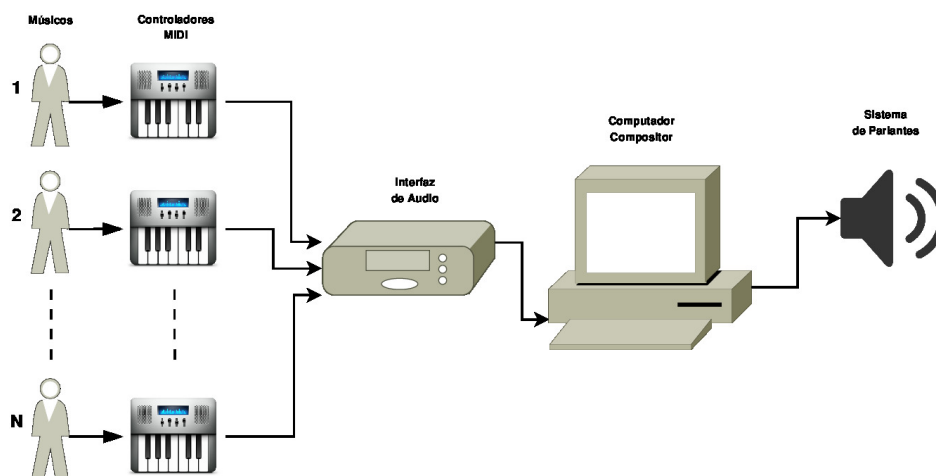 Músicos
Controladores
MIDI
1
2
N
Interfaz
de Audio
Computador
Compositor
Sistema
de Parlantes